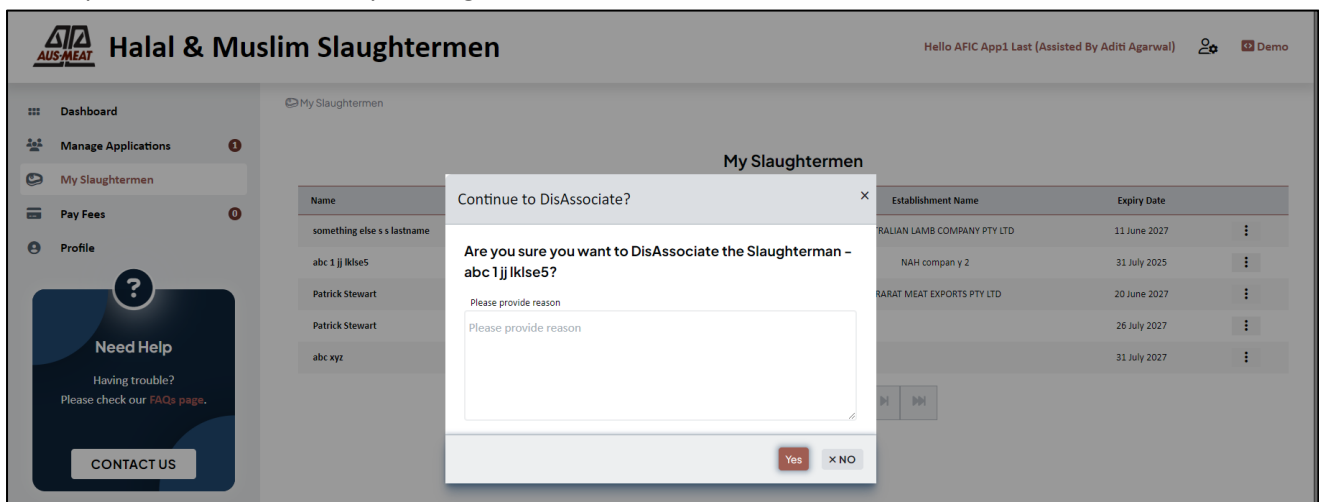 AUS-MEAT
Halal & Muslim Slaughtermen
Hello AFIC App1 Last (Assisted By Aditi Agarwal)
Demo
Dashboard
Manage Applications 1
My Slaughtermen
Pay Fees 0
Profile
?
Need Help
Having trouble?
Please check our FAQs page.
CONTACT US
My Slaughtermen
My Slaughtermen
Name Establishment Name Expiry Date
something else s s lastname RALIAN LAMB COMPANY PTY LTD 11 June 2027
abc 1 jj lklse5 NAH compan y 2 31 July 2025
Patrick Stewart RARAT MEAT EXPORTS PTY LTD 20 June 2027
Patrick Stewart 26 July 2027
abc xyz 31 July 2027
Continue to DisAssociate? ×
Are you sure you want to DisAssociate the Slaughterman –
abc 1 jj lklse5?
Please provide reason
Please provide reason
Yes × NO